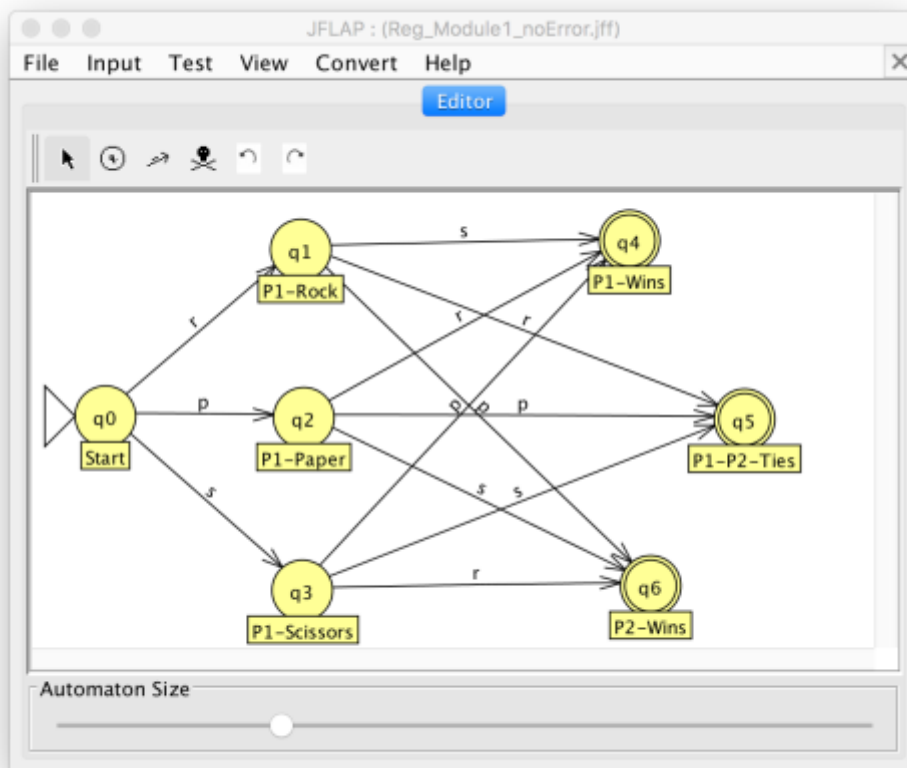 JFLAP : (Reg_Module1_noError.jff)
File Input Test View Convert Help
Editor
q1
P1-Rock
s
q4
P1-Wins
r
r
r
q0
Start
p
q2
P1-Paper
p
p
p
q5
P1-P2-Ties
s
s
s
q3
P1-Scissors
r
q6
P2-Wins
Automaton Size